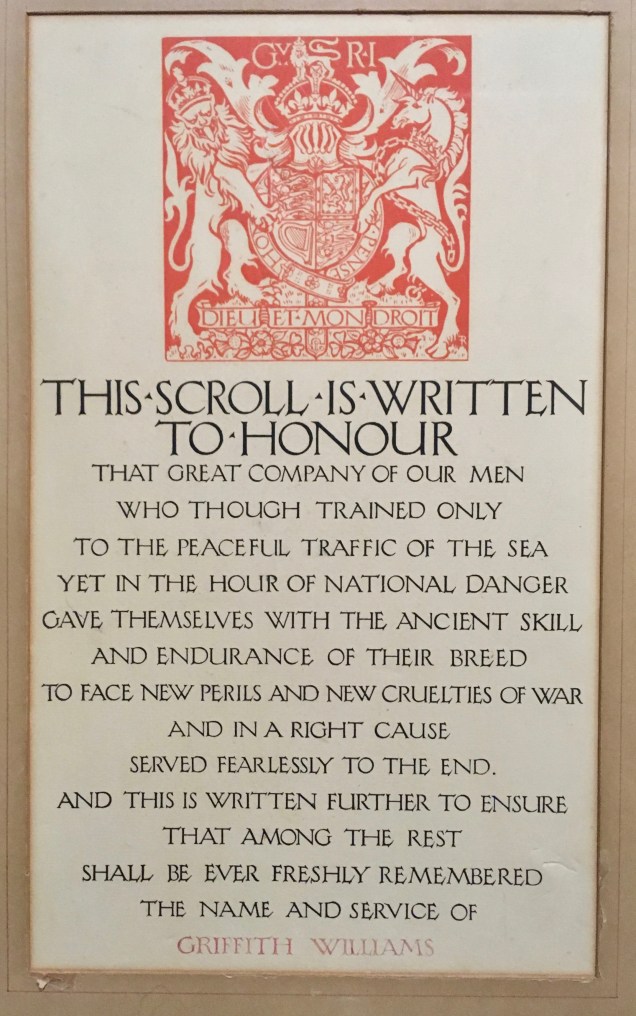 GVRI
HO PENSE
DIEU ET MON DROIT
THIS·SCROLL·IS·WRITTEN
TO·HONOUR
THAT GREAT COMPANY OF OUR MEN
WHO THOUGH TRAINED ONLY
TO THE PEACEFUL TRAFFIC OF THE SEA
YET IN THE HOUR OF NATIONAL DANGER
GAVE THEMSELVES WITH THE ANCIENT SKILL
AND ENDURANCE OF THEIR BREED
TO FACE NEW PERILS AND NEW CRUELTIES OF WAR
AND IN A RIGHT CAUSE
SERVED FEARLESSLY TO THE END.
AND THIS IS WRITTEN FURTHER TO ENSURE
THAT AMONG THE REST
SHALL BE EVER FRESHLY REMEMBERED
THE NAME AND SERVICE OF
GRIFFITH WILLIAMS